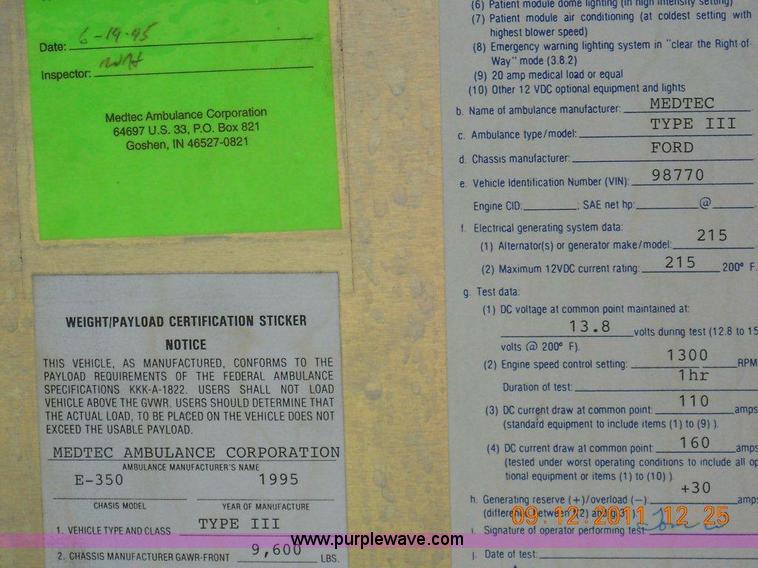 Date: 6-19-95
Inspector:
Medtec Ambulance Corporation
64697 U.S. 33, P.O. Box 821
Goshen, IN 46527-0821
WEIGHT/PAYLOAD CERTIFICATION STICKER
NOTICE
THIS VEHICLE, AS MANUFACTURED, CONFORMS TO THE
PAYLOAD REQUIREMENTS OF THE FEDERAL AMBULANCE
SPECIFICATIONS KKK-A-1822. USERS SHALL NOT LOAD
VEHICLE ABOVE THE GVWR. USERS SHOULD DETERMINE THAT
THE ACTUAL LOAD, TO BE PLACED ON THE VEHICLE DOES NOT
EXCEED THE USABLE PAYLOAD.
MEDTEC AMBULANCE CORPORATION
AMBULANCE MANUFACTURER'S NAME
E-350 1995
CHASIS MODEL YEAR OF MANUFACTURE
1. VEHICLE TYPE AND CLASS TYPE III
2. CHASSIS MANUFACTURER GAWR-FRONT 9,600 LBS.
(6) Patient module dome lighting (in high intensity setting)
(7) Patient module air conditioning (at coldest setting with
highest blower speed)
(8) Emergency warning lighting system in "clear the Right-of-
Way" mode (3.8.2)
(9) 20 amp medical load or equal
(10) Other 12 VDC optional equipment and lights
b. Name of ambulance manufacturer: MEDTEC
c. Ambulance type/model: TYPE III
d. Chassis manufacturer: FORD
e. Vehicle Identification Number (VIN): 98770
Engine CID: ; SAE net hp: @
f. Electrical generating system data:
(1) Alternator(s) or generator make/model: 215
(2) Maximum 12VDC current rating: 215 200° F.
g. Test data:
(1) DC voltage at common point maintained at:
13.8 volts during test (12.8 to 15
volts @ 200° F).
(2) Engine speed control setting: 1300 RPM
Duration of test: 1hr
(3) DC current draw at common point: 110 amps
(standard equipment to include items (1) to (9) ).
(4) DC current draw at common point: 160 amps
(tested under worst operating conditions to include all op
tional equipment or items (1) to (10) )
h. Generating reserve (+)/overload (–) +30 amp
(difference between f(2) and g(3) ).
i. Signature of operator performing test
j. Date of test:
09.12.2011 12 25
www.purplewave.com